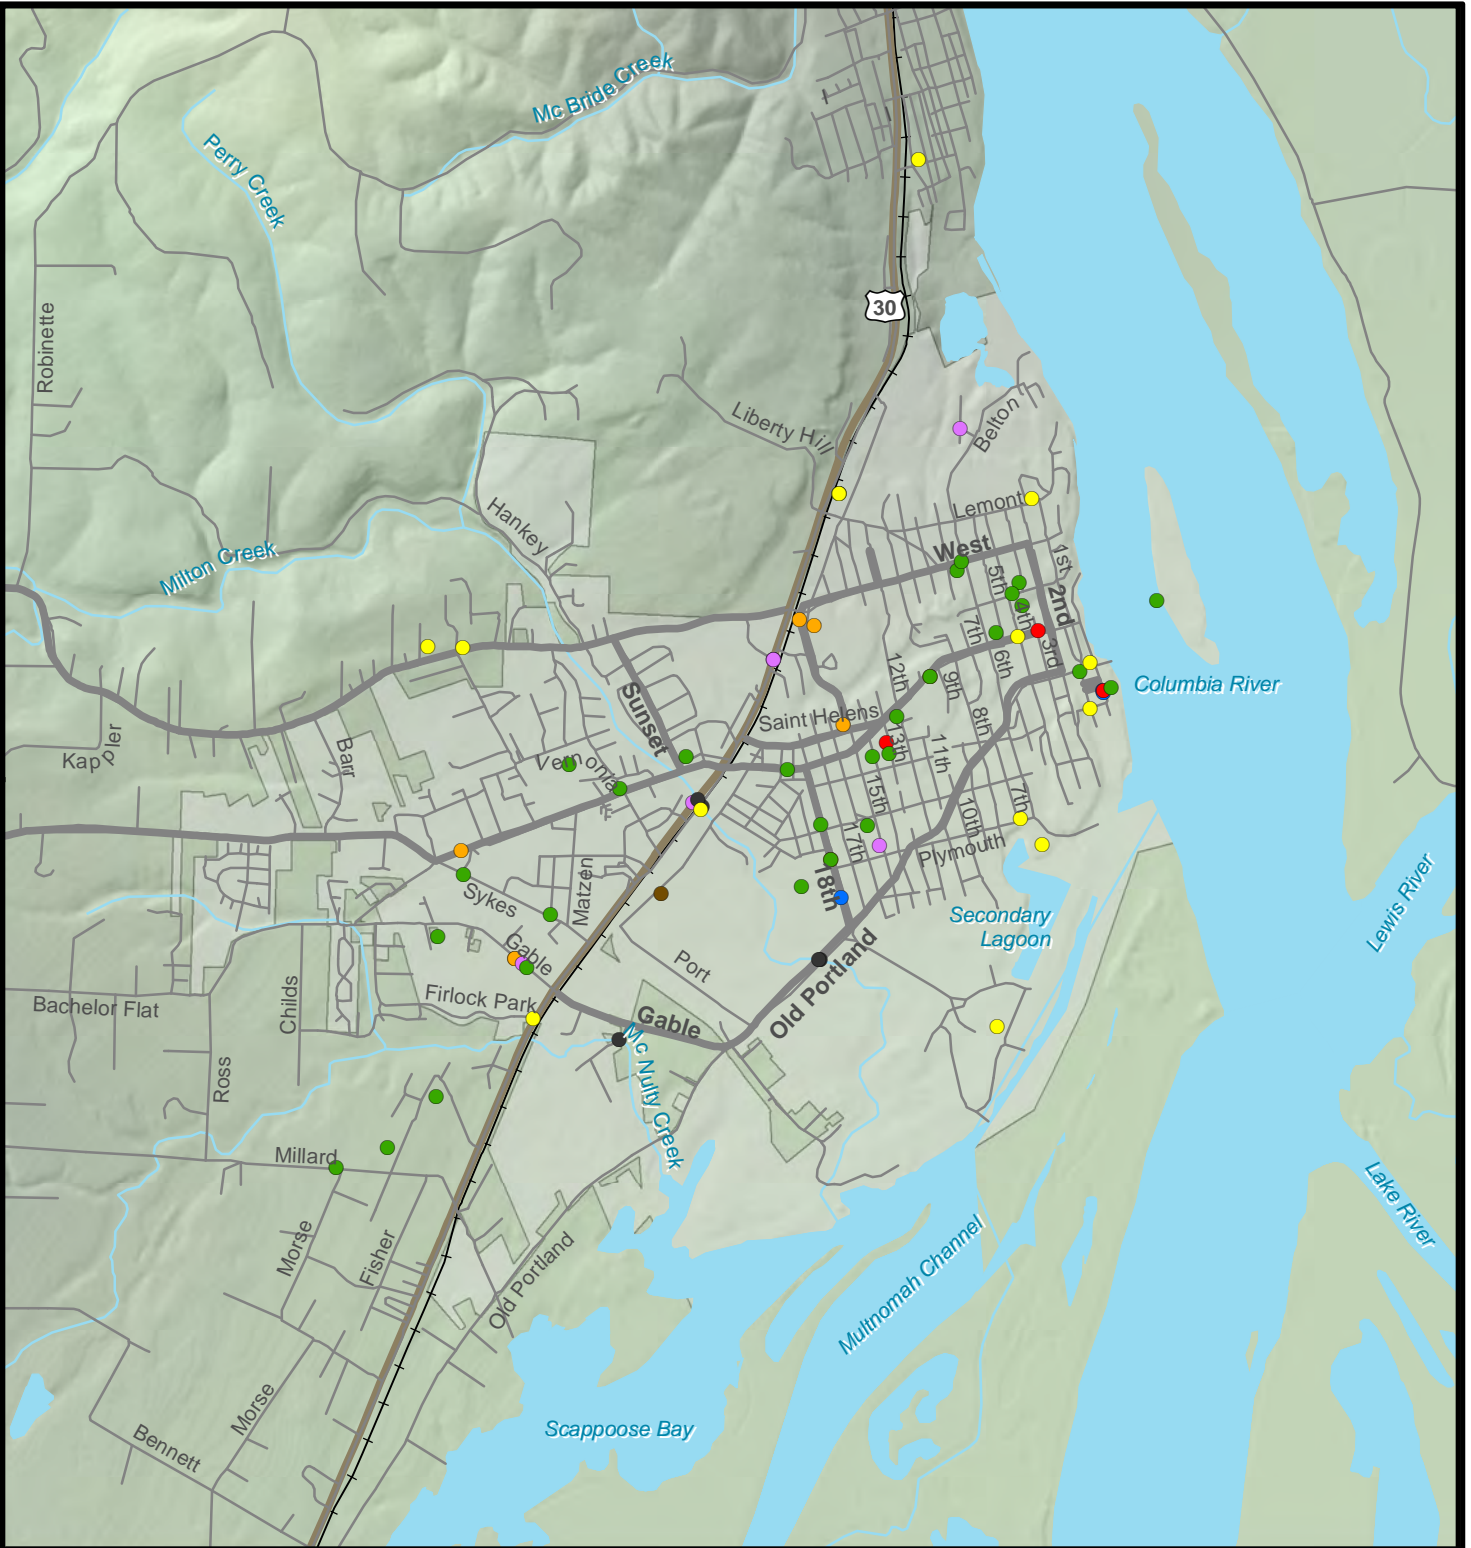 Mc Bride Creek
Perry Creek
30
Robinette
Liberty Hill
Belton
Lemont
Hankey
West
1st
Milton Creek
5th
2nd
4th
7th
3rd
6th
12th
9th
Columbia River
Sunset
Saint Helens
8th
13th
11th
Kappler
Barr
Vernonia
15th
7th
10th
17th
Plymouth
Matzen
18th
Lewis River
Sykes
Secondary
Lagoon
Gable
Port
Old Portland
Firlock Park
Childs
Bachelor Flat
Gable
Mc Nulty Creek
Ross
Millard
Lake River
Morse
Fisher
Multnomah Channel
Old Portland
Morse
Scappoose Bay
Bennett